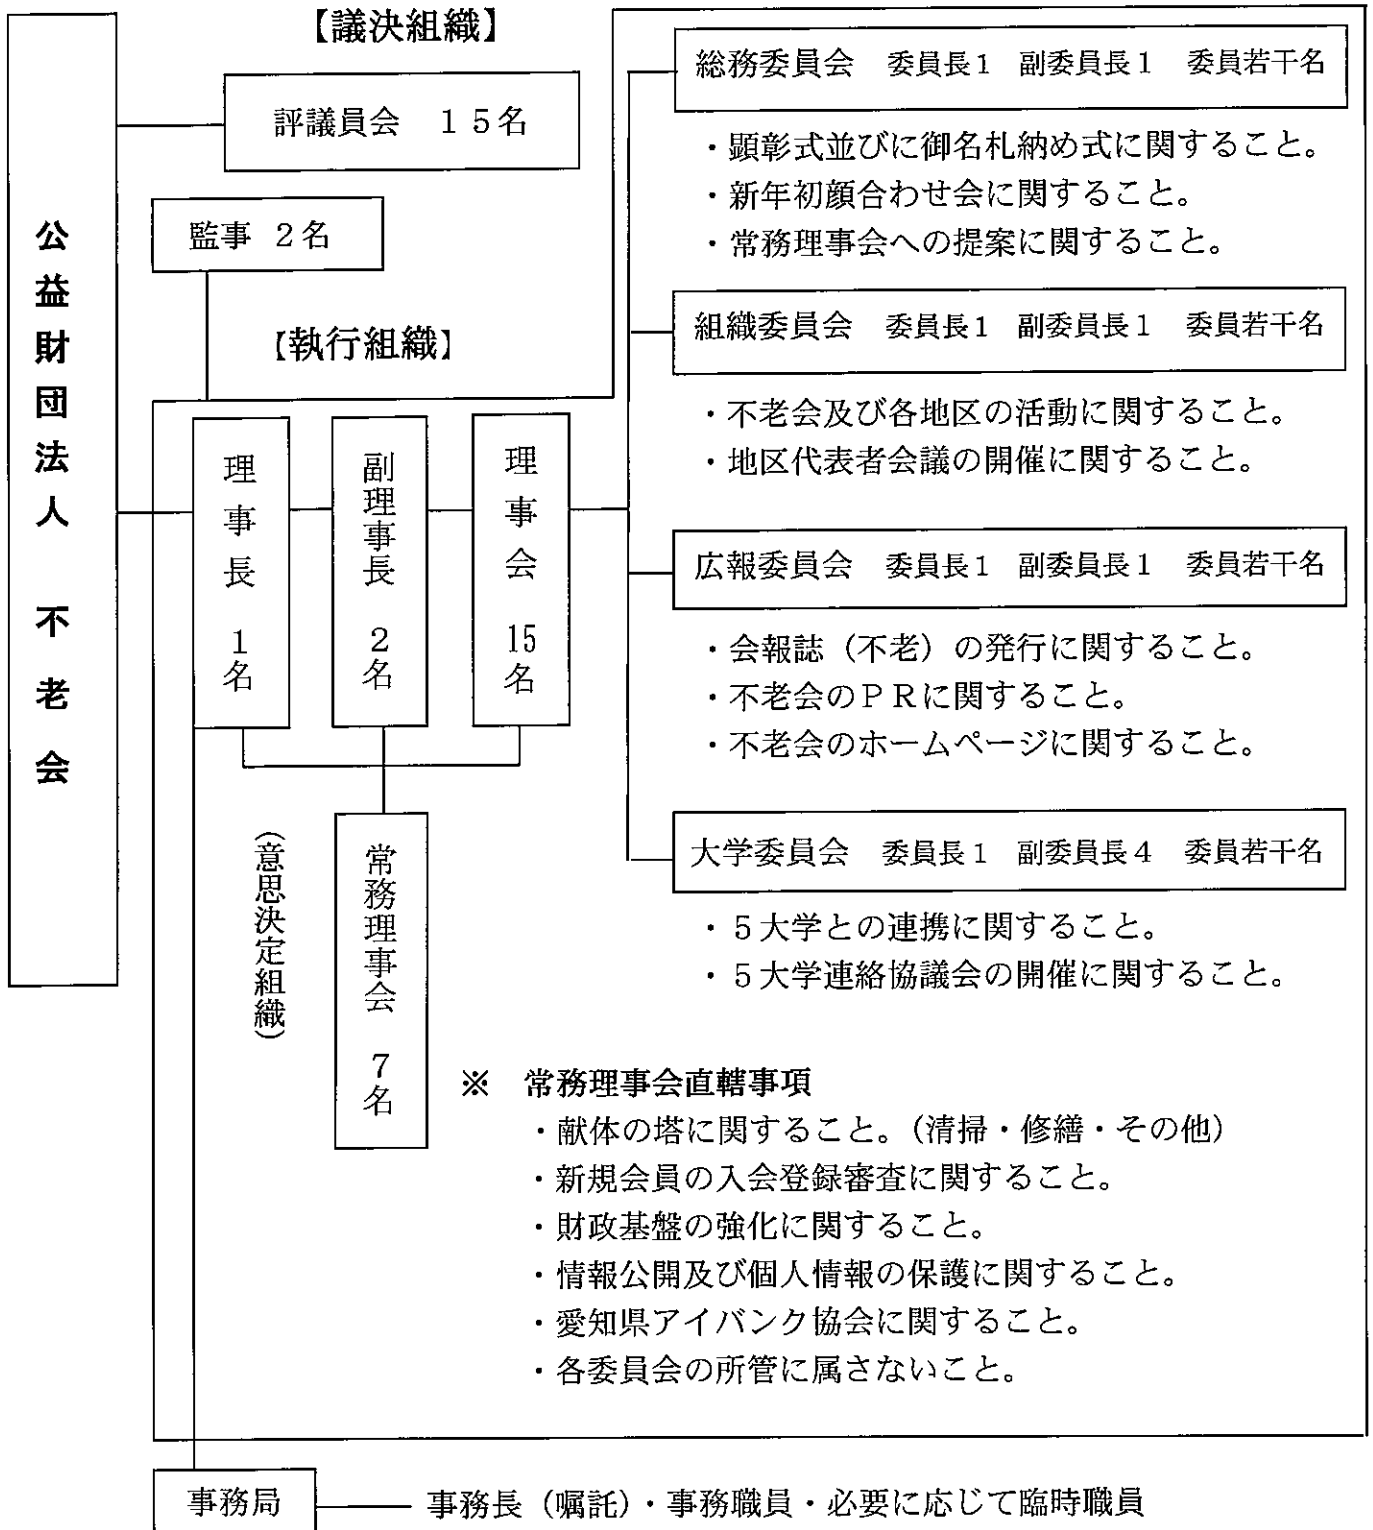 公益財団法人 不老会
【議決組織】
評議員会 15名
監事 2名
【執行組織】
理事長 1名
副理事長 2名
理事会 15名
(意思決定組織)
常務理事会 7名
総務委員会 委員長1 副委員長1 委員若干名
・顕彰式並びに御名札納め式に関すること。
・新年初顔合わせ会に関すること。
・常務理事会への提案に関すること。
組織委員会 委員長1 副委員長1 委員若干名
・不老会及び各地区の活動に関すること。
・地区代表者会議の開催に関すること。
広報委員会 委員長1 副委員長1 委員若干名
・会報誌(不老)の発行に関すること。
・不老会のPRに関すること。
・不老会のホームページに関すること。
大学委員会 委員長1 副委員長4 委員若干名
・5大学との連携に関すること。
・5大学連絡協議会の開催に関すること。
※ 常務理事会直轄事項
・献体の塔に関すること。(清掃・修繕・その他)
・新規会員の入会登録審査に関すること。
・財政基盤の強化に関すること。
・情報公開及び個人情報の保護に関すること。
・愛知県アイバンク協会に関すること。
・各委員会の所管に属さないこと。
事務局
事務長(嘱託)・事務職員・必要に応じて臨時職員